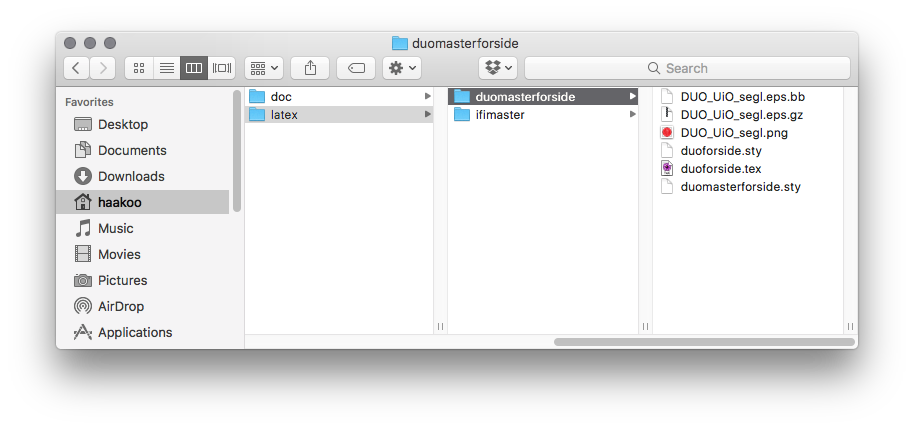 duomasterforside
Search
Favorites
Desktop
Documents
Downloads
haakoo
Music
Movies
Pictures
AirDrop
Applications
doc
latex
duomasterforside
ifimaster
DUO_UiO_segl.eps.bb
DUO_UiO_segl.eps.gz
DUO_UiO_segl.png
duoforside.sty
duoforside.tex
duomasterforside.sty